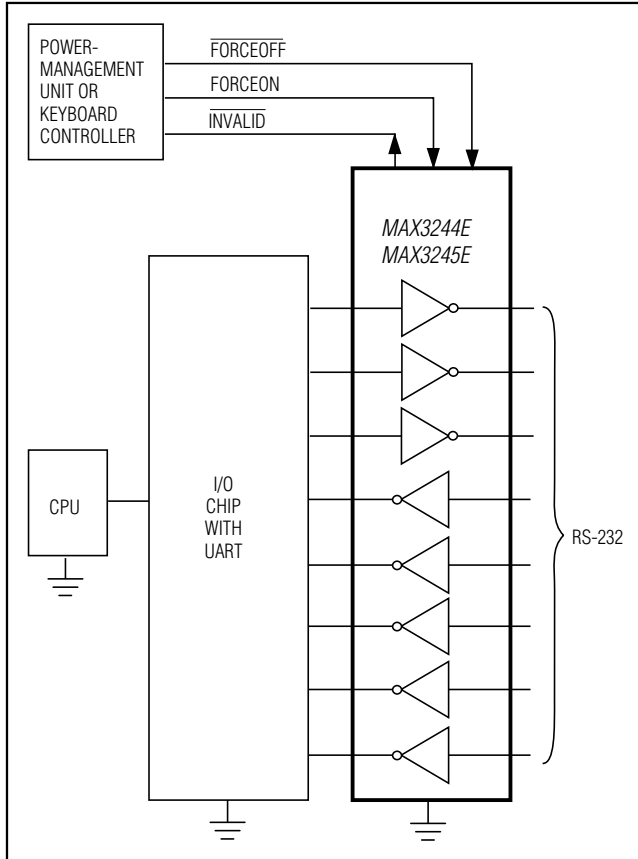 POWER-
MANAGEMENT
UNIT OR
KEYBOARD
CONTROLLER
FORCEOFF
FORCEON
INVALID
MAX3244E
MAX3245E
CPU
I/O
CHIP
WITH
UART
RS-232